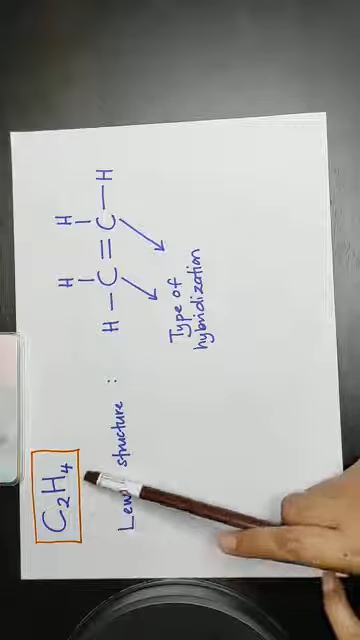 C₂H₄
Lewis structure :
H H
H — C = C — H
Type of
hybridization